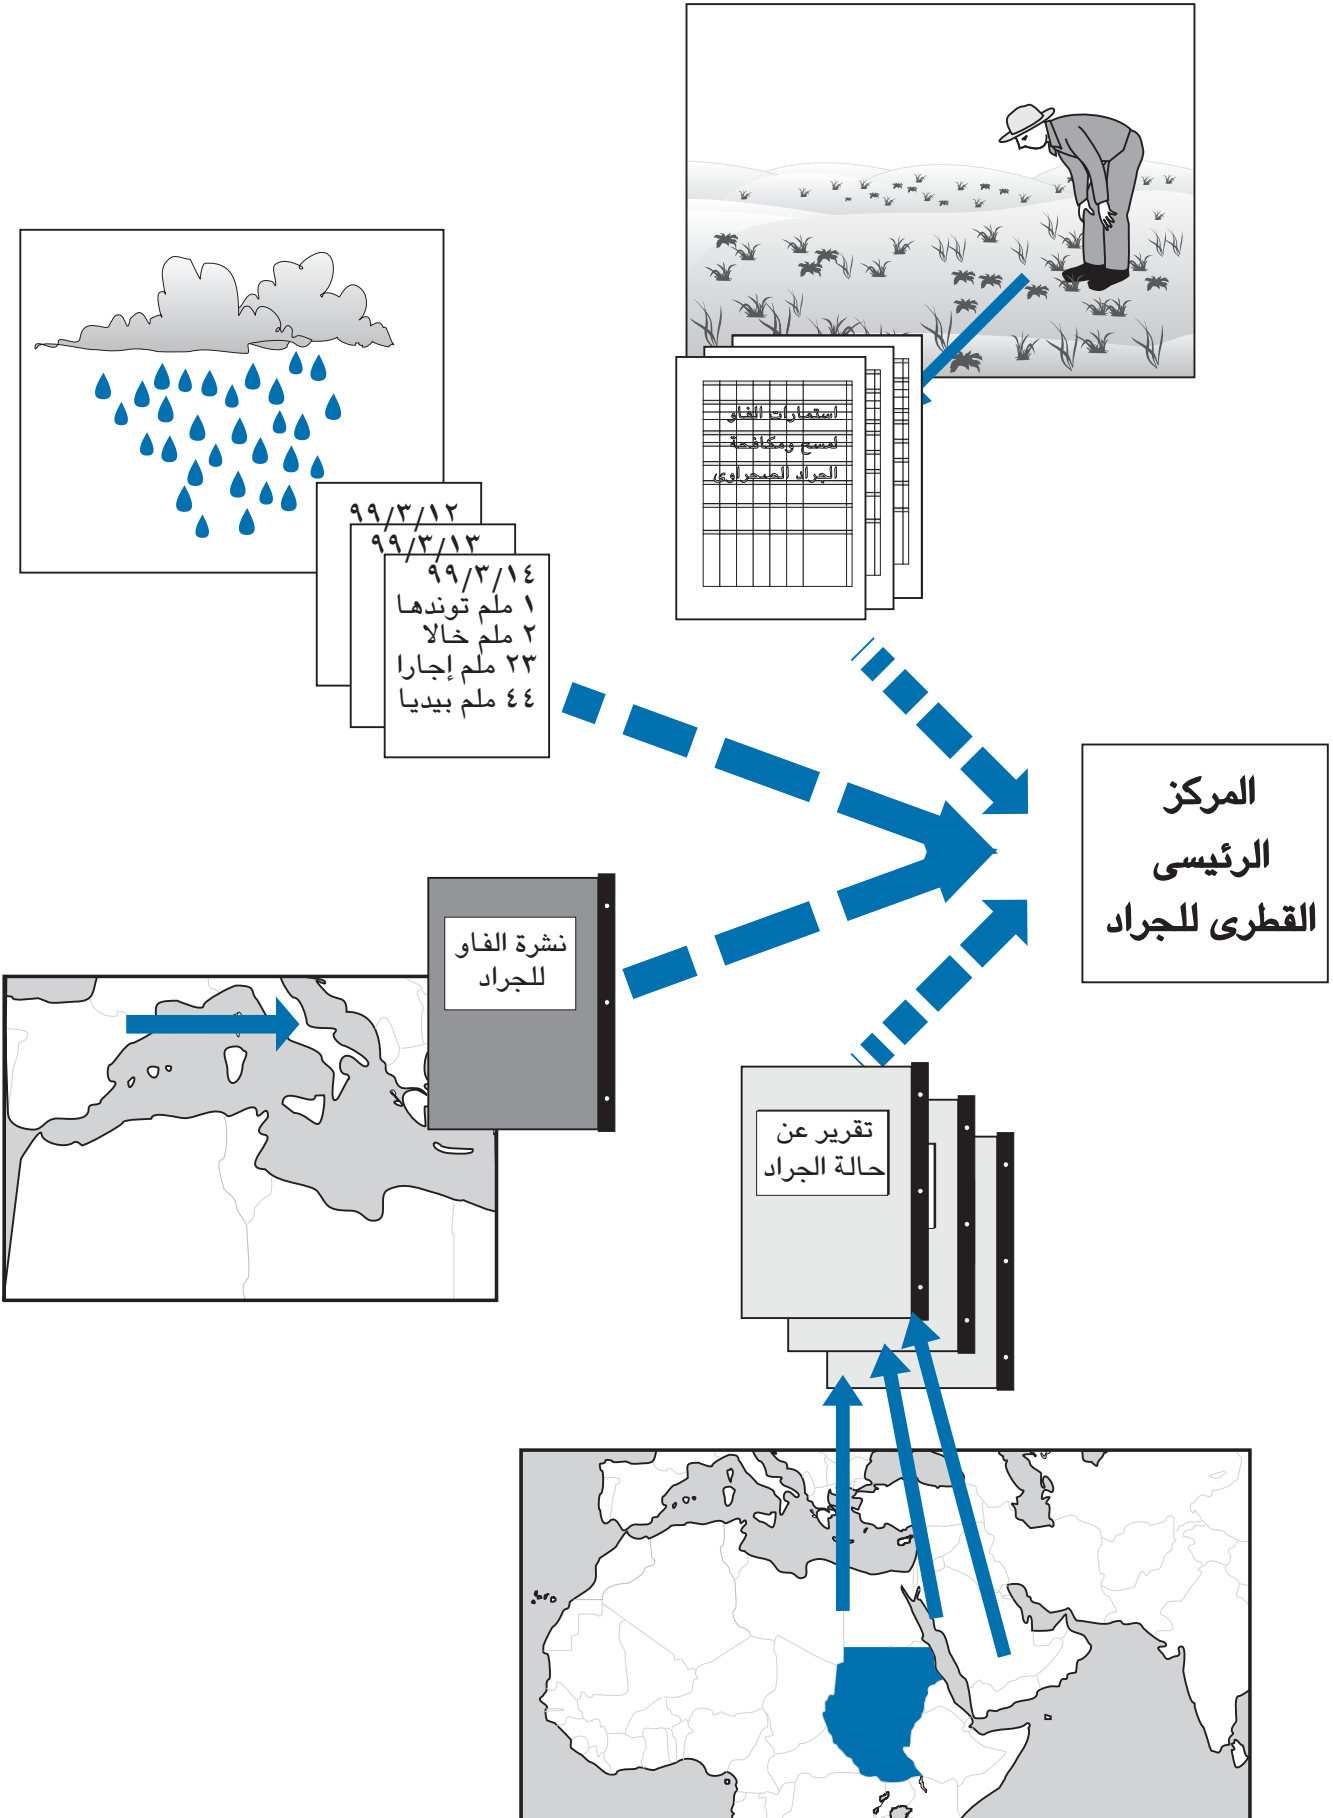 استمارات الفاو
لمسح ومكافحة
الجراد الصحراوى
٩٩/٣/١٢
٩٩/٣/١٣
٩٩/٣/١٤
١ ملم توندها
٢ ملم خالا
٢٣ ملم إجارا
٤٤ ملم بيديا
المركز
الرئيسى
القطرى للجراد
نشرة الفاو
للجراد
تقرير عن
حالة الجراد